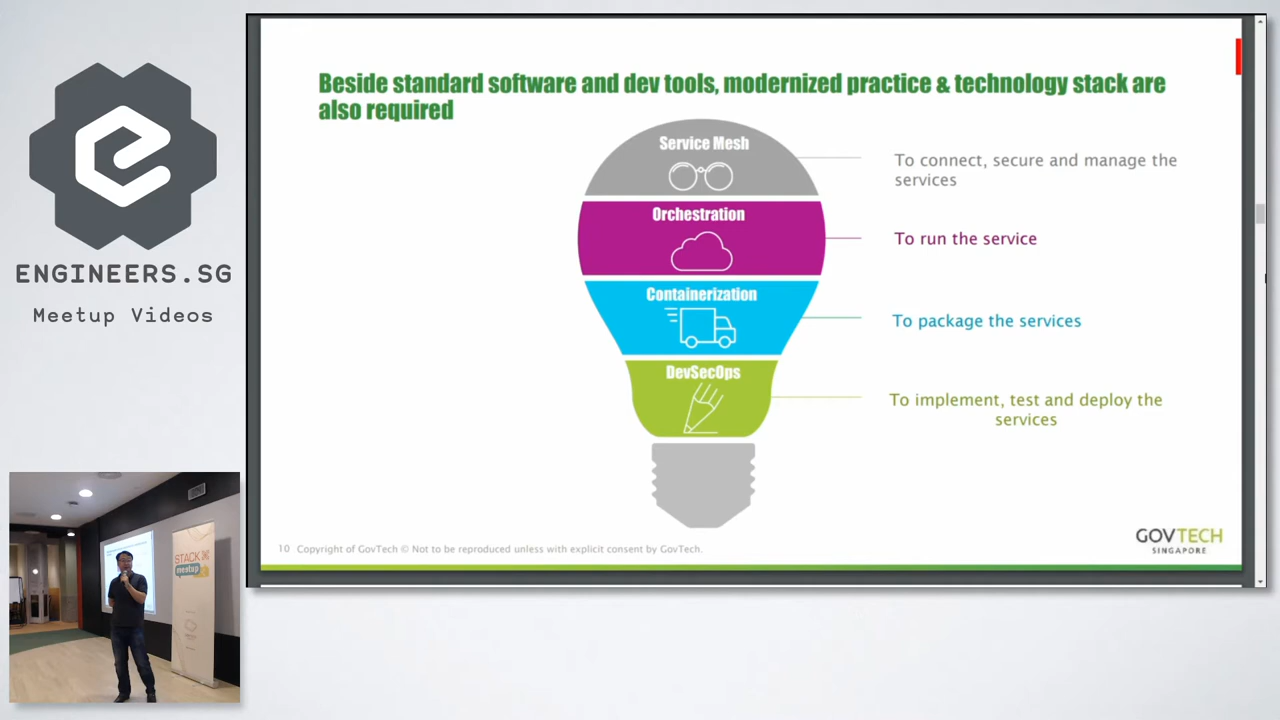 ENGINEERS.SG
Meetup Videos
STACK
meetup
Beside standard software and dev tools, modernized practice & technology stack are
also required
Service Mesh
To connect, secure and manage the
services
Orchestration
To run the service
Containerization
To package the services
DevSecOps
To implement, test and deploy the
services
10 Copyright of GovTech © Not to be reproduced unless with explicit consent by GovTech.
GOVTECH
SINGAPORE